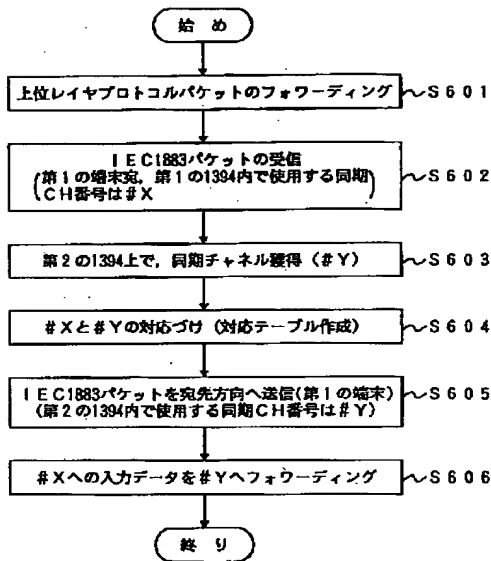 始め
上位レイヤプロトコルパケットのフォワーディング
~S601
IEC1883パケットの受信
(第1の端末宛,第1の1394内で使用する同期
CH番号は#X)
~S602
第2の1394上で,同期チャネル獲得(#Y)
~S603
#Xと#Yの対応づけ(対応テーブル作成)
~S604
IEC1883パケットを宛先方向へ送信(第1の端末)
(第2の1394内で使用する同期CH番号は#Y)
~S605
#Xへの入力データを#Yへフォワーディング
~S606
終り